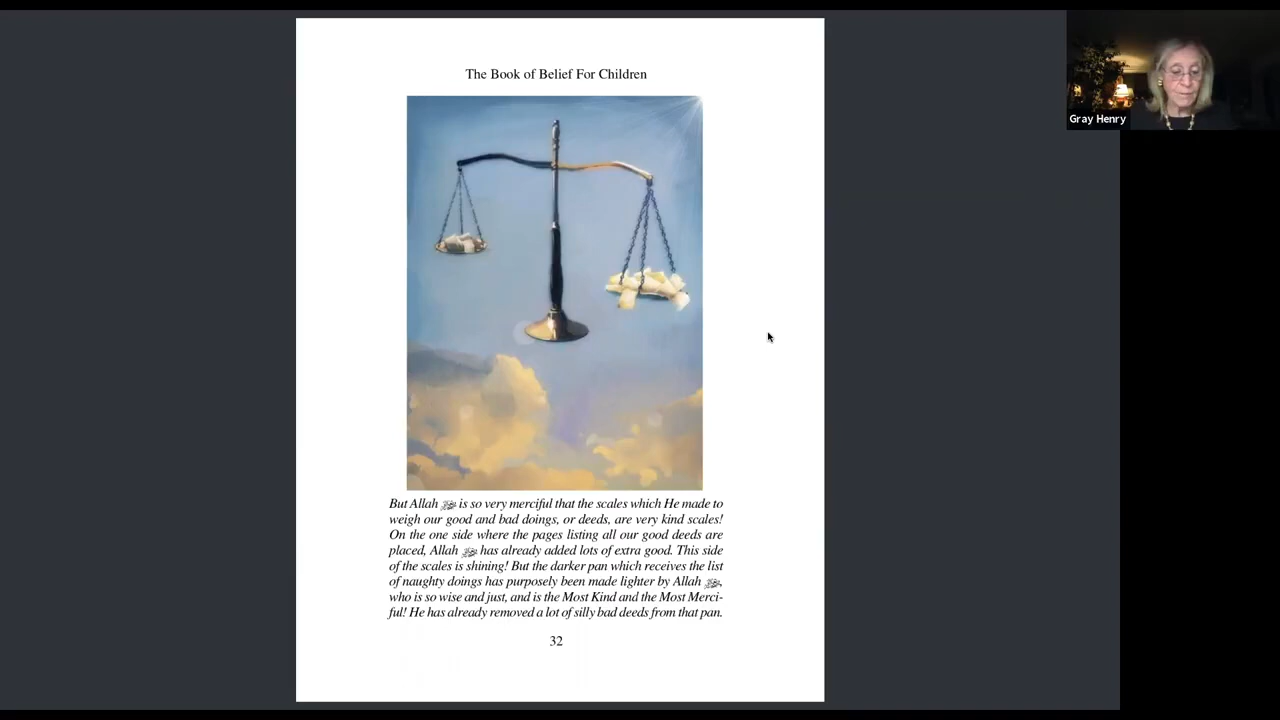 The Book of Belief For Children
Gray Henry
But Allah ﷻ is so very merciful that the scales which He made to
weigh our good and bad doings, or deeds, are very kind scales!
On the one side where the pages listing all our good deeds are
placed, Allah ﷻ has already added lots of extra good. This side
of the scales is shining! But the darker pan which receives the list
of naughty doings has purposely been made lighter by Allah ﷻ,
who is so wise and just, and is the Most Kind and the Most Merci-
ful! He has already removed a lot of silly bad deeds from that pan.
32